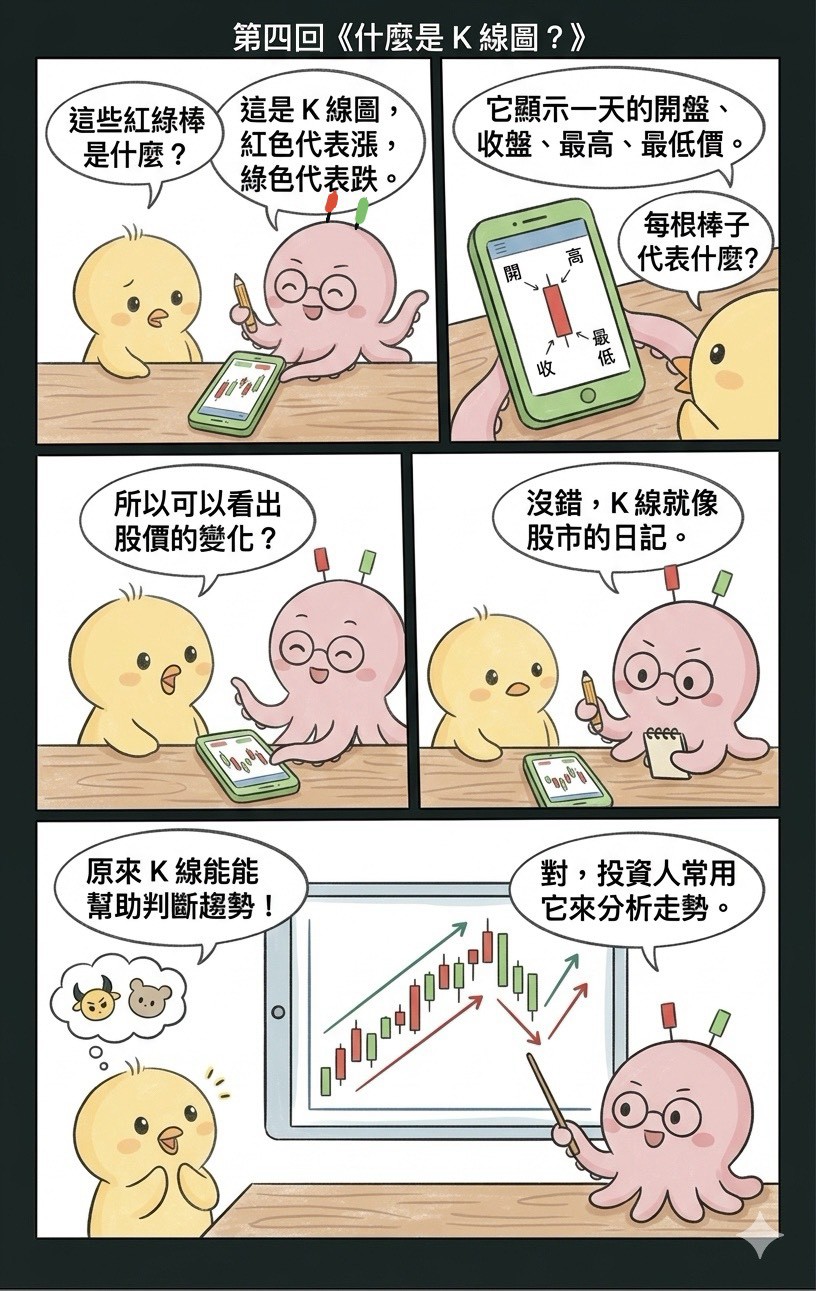 第四回《什麼是 K 線圖？》
這些紅綠棒
是什麼？
這是 K 線圖，
紅色代表漲，
綠色代表跌。
它顯示一天的開盤、
收盤、最高、最低價。
每根棒子
代表什麼?
開
高
收
最
低
所以可以看出
股價的變化？
沒錯，K 線就像
股市的日記。
原來 K 線能能
幫助判斷趨勢！
對，投資人常用
它來分析走勢。